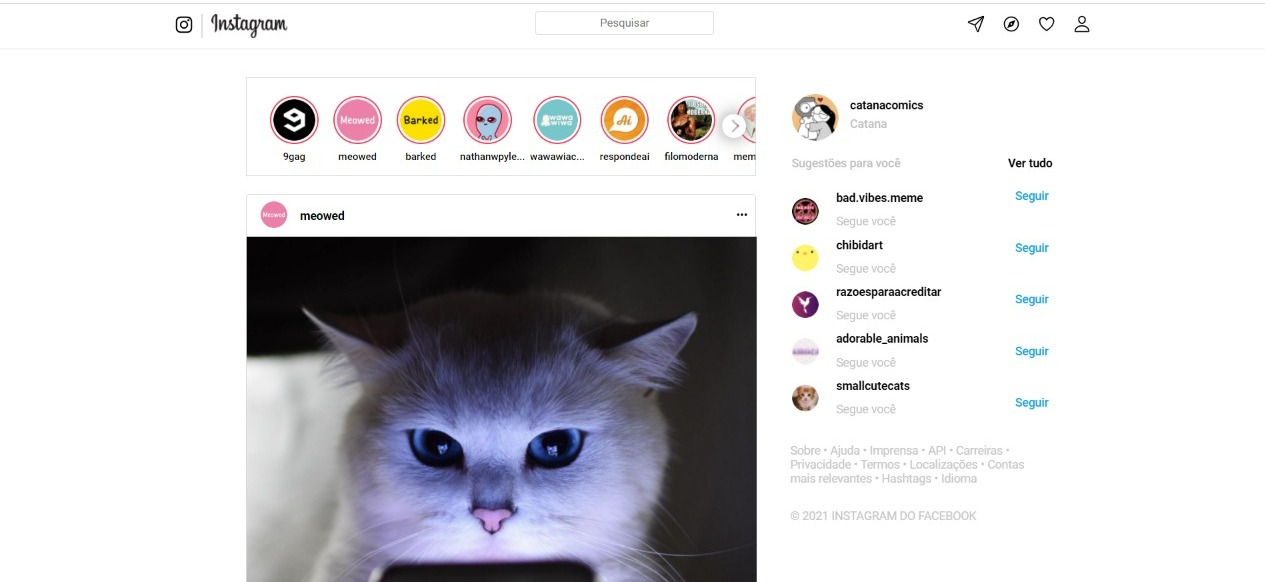 Instagram
Pesquisar
Meowed
Barked
wawa
wiwa
Ai
9gag
meowed
barked
nathanwpyle...
wawawiac...
respondeai
filomoderna
mem
Meowed
meowed
...
catanacomics
Catana
Sugestões para você
Ver tudo
bad.vibes.meme
Segue você
Seguir
chibidart
Segue você
Seguir
razoesparaacreditar
Segue você
Seguir
adorable_animals
Segue você
Seguir
smallcutecats
Segue você
Seguir
Sobre • Ajuda • Imprensa • API • Carreiras •
Privacidade • Termos • Localizações • Contas
mais relevantes • Hashtags • Idioma
© 2021 INSTAGRAM DO FACEBOOK